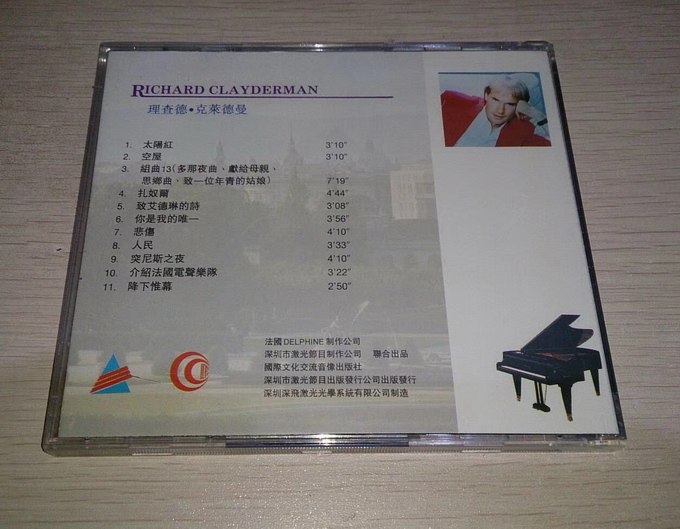 RICHARD CLAYDERMAN
理查德•克萊德曼
1. 太陽紅 3'10"
2. 空屋 3'10"
3. 組曲13(多那夜曲、獻給母親、
思鄉曲、致一位年青的姑娘) 7'19"
4. 扎奴爾 4'44"
5. 致艾德琳的詩 3'08"
6. 你是我的唯一 3'56"
7. 悲傷 4'10"
8. 人民 3'33"
9. 突尼斯之夜 4'10"
10. 介紹法國電聲樂隊 3'22"
11. 降下惟幕 2'50"
法國DELPHINE制作公司
深圳市激光節目制作公司 聯合出品
國際文化交流音像出版社
深圳市激光節目出版發行公司出版發行
深圳深飛激光光學系統有限公司制造